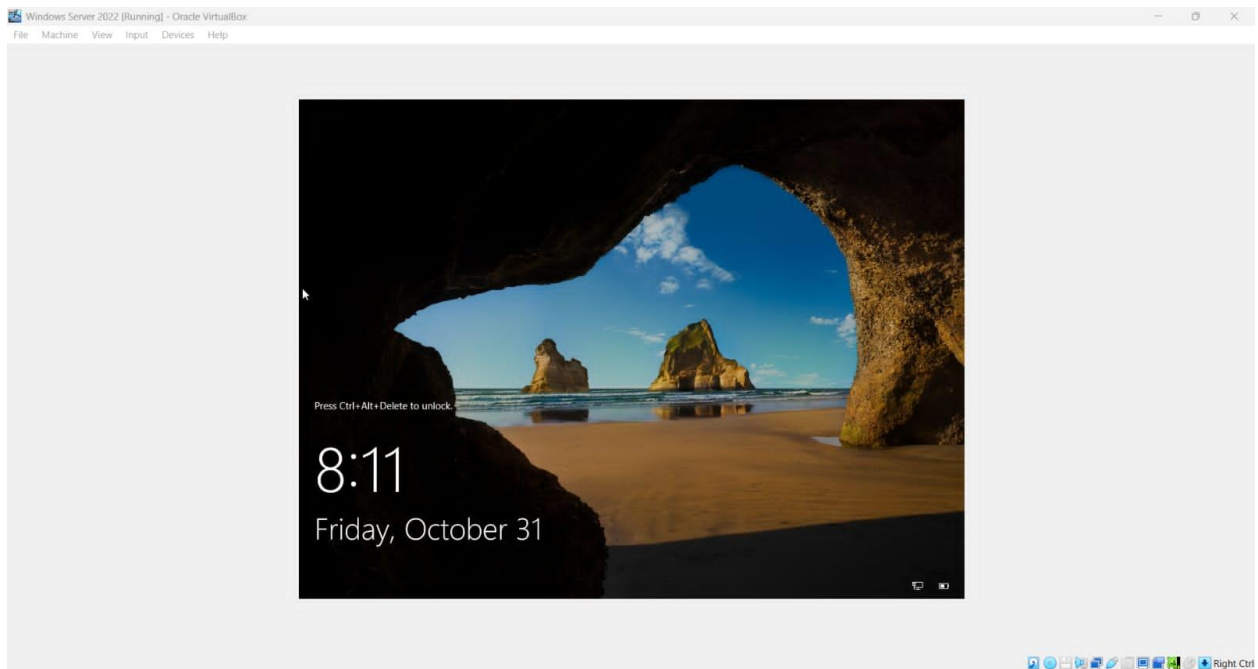 Windows Server 2022 [Running] - Oracle VirtualBox
File Machine View Input Devices Help
Press Ctrl+Alt+Delete to unlock.
8:11
Friday, October 31
Right Ctrl